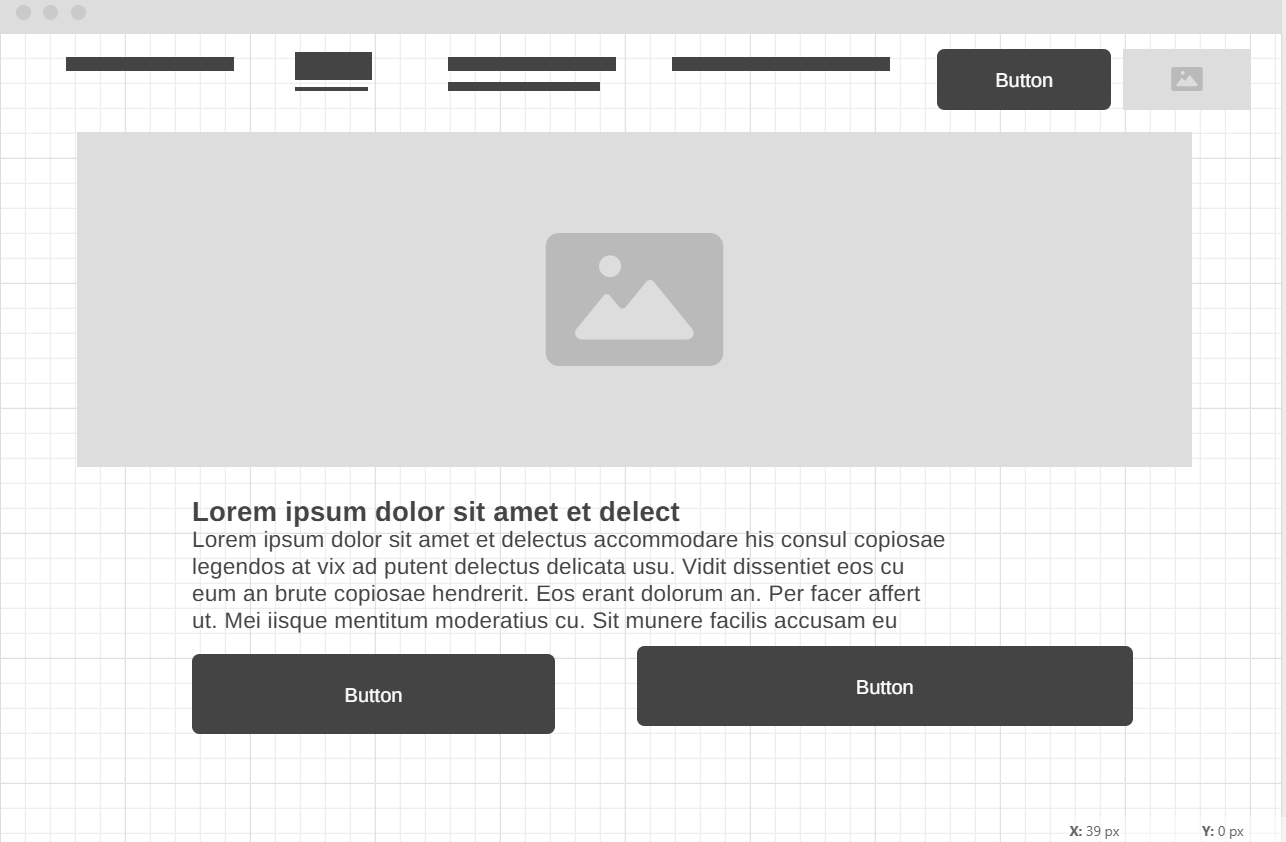 Button
Lorem ipsum dolor sit amet et delect
Lorem ipsum dolor sit amet et delectus accommodare his consul copiosae
legendos at vix ad putent delectus delicata usu. Vidit dissentiet eos cu
eum an brute copiosae hendrerit. Eos erant dolorum an. Per facer affert
ut. Mei iisque mentitum moderatius cu. Sit munere facilis accusam eu
Button
Button
X: 39 px
Y: 0 px